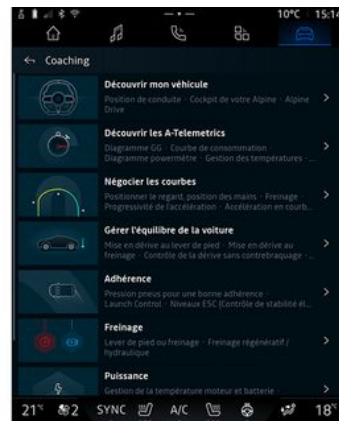 10°C 15:14
Coaching
Découvrir mon véhicule
Position de conduite · Cockpit de votre Alpine · Alpine
Drive
Découvrir les A-Telemetrics
Diagramme GG · Courbe de consommation
Diagramme powermètre · Gestion des températures · ...
Négocier les courbes
Positionner le regard, position des mains · Freinage
Progressivité de l'accélération · Accélération en courb...
Gérer l'équilibre de la voiture
Mise en dérive au lever de pied · Mise en dérive au
freinage · Contrôle de la dérive sans contrebraquage · ...
Adhérence
Pression pneus pour une bonne adhérence ·
Launch Control · Niveaux ESC (Contrôle de stabilité él...
Freinage
Lever de pied ou freinage · Freinage régénératif /
hydraulique
Puissance
Gestion de la température moteur et batterie ·
21°C 2 SYNC A/C 18°